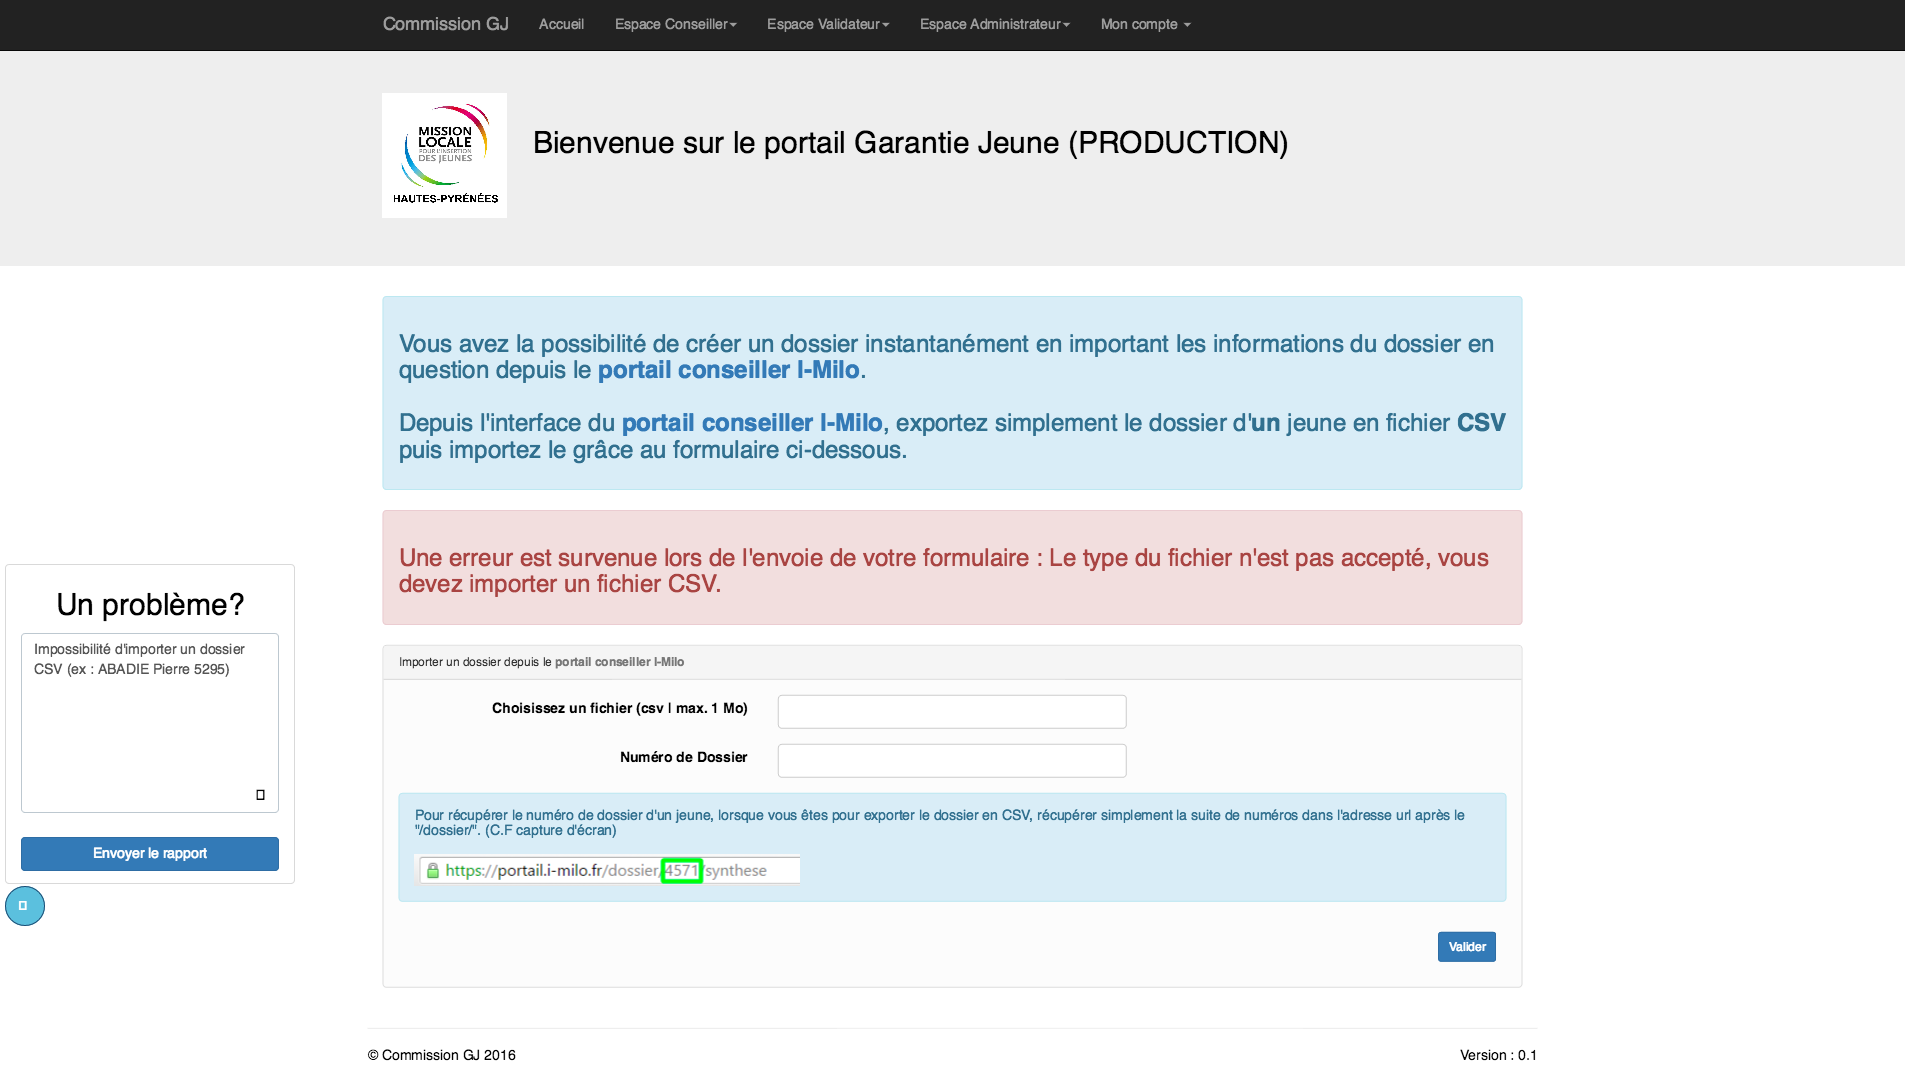 Commission GJ Accueil Espace Conseiller Espace Validateur Espace Administrateur Mon compte
MISSION
LOCALE
POUR L'INSERTION
DES JEUNES
HAUTES-PYRÉNÉES
Bienvenue sur le portail Garantie Jeune (PRODUCTION)
Vous avez la possibilité de créer un dossier instantanément en important les informations du dossier en
question depuis le portail conseiller I-Milo.
Depuis l'interface du portail conseiller I-Milo, exportez simplement le dossier d'un jeune en fichier CSV
puis importez le grâce au formulaire ci-dessous.
Une erreur est survenue lors de l'envoie de votre formulaire : Le type du fichier n'est pas accepté, vous
devez importer un fichier CSV.
Un problème?
Impossibilité d'importer un dossier
CSV (ex : ABADIE Pierre 5295)
Envoyer le rapport
Importer un dossier depuis le portail conseiller I-Milo
Choisissez un fichier (csv | max. 1 Mo)
Numéro de Dossier
Pour récupérer le numéro de dossier d'un jeune, lorsque vous êtes pour exporter le dossier en CSV, récupérer simplement la suite de numéros dans l'adresse url après le
"/dossier/". (C.F capture d'écran)
https://portail.i-milo.fr/dossier/4571/synthese
Valider
© Commission GJ 2016
Version : 0.1